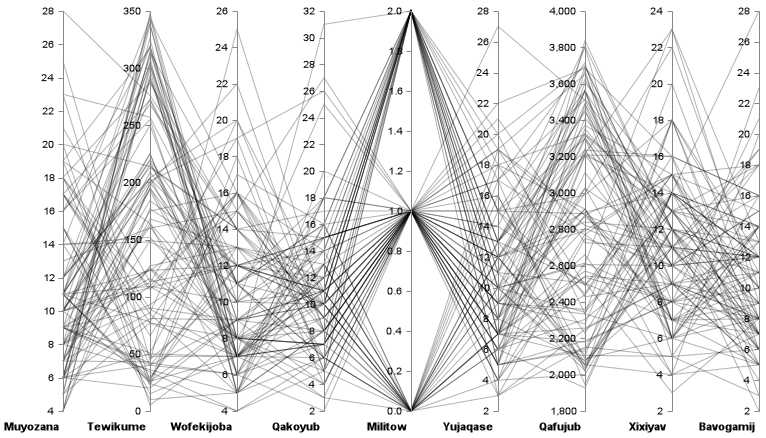 28 350 26 32 2.0 28 4,000 24 28
26 24 30 1.8 26 3,800 22 26
24 300 22 28 1.6 24 3,600 20 24
22 250 20 26 1.4 22 3,400 18 22
20 200 18 24 1.2 20 3,200 16 20
18 150 16 22 1.0 18 3,000 14 18
16 100 14 20 0.8 16 2,800 12 16
14 50 12 18 0.6 14 2,600 10 14
12 0 10 16 0.4 12 2,400 8 12
10 8 14 0.2 10 2,200 6 10
8 6 12 0.0 8 2,000 4 8
6 4 10 6 1,800 2 6
4 8 4 4
6 2 2
4
2
Muyozana Tewikume Wofekijoba Qakoyub Militow Yujaqase Qafujub Xixiyav Bavogamij